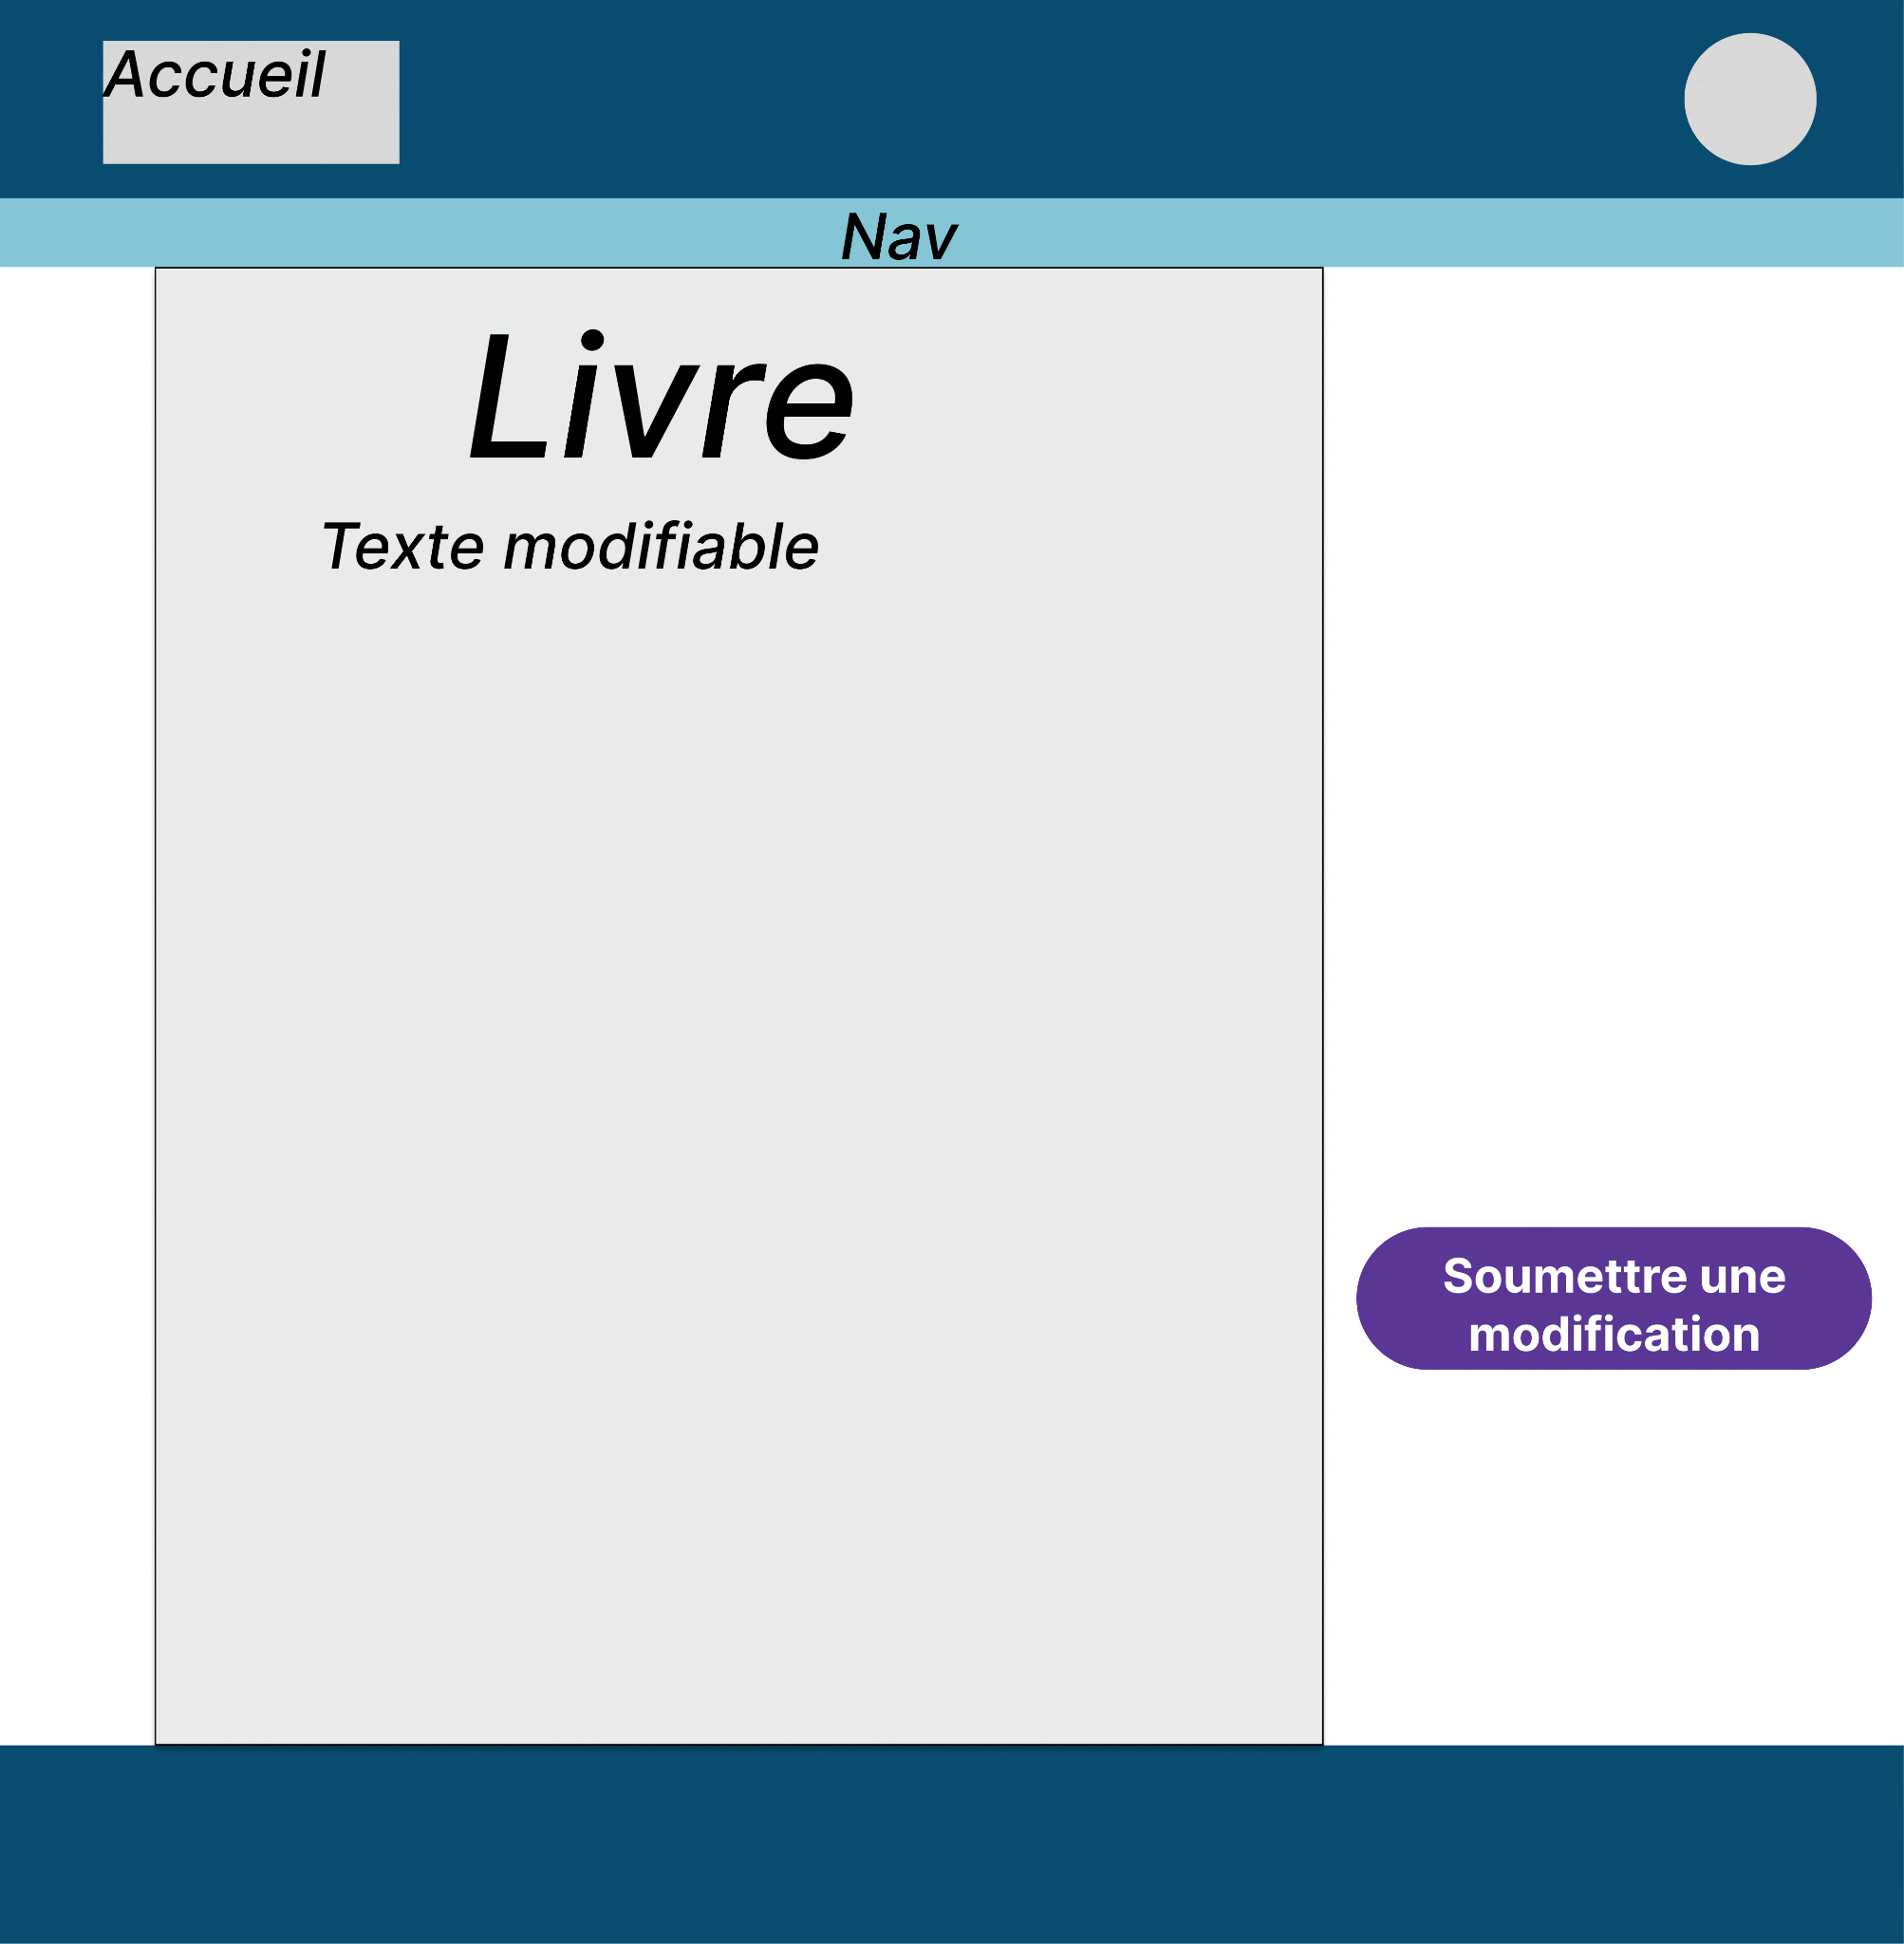 Accueil
Nav
Livre
Texte modifiable
Soumettre une
modification